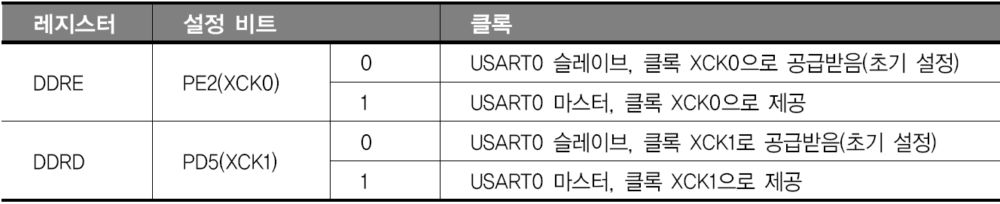 레지스터 설정 비트 클록
DDRE PE2(XCK0) 0 USART0 슬레이브, 클록 XCK0으로 공급받음(초기 설정)
1 USART0 마스터, 클록 XCK0으로 제공
DDRD PD5(XCK1) 0 USART0 슬레이브, 클록 XCK1로 공급받음(초기 설정)
1 USART0 마스터, 클록 XCK1으로 제공